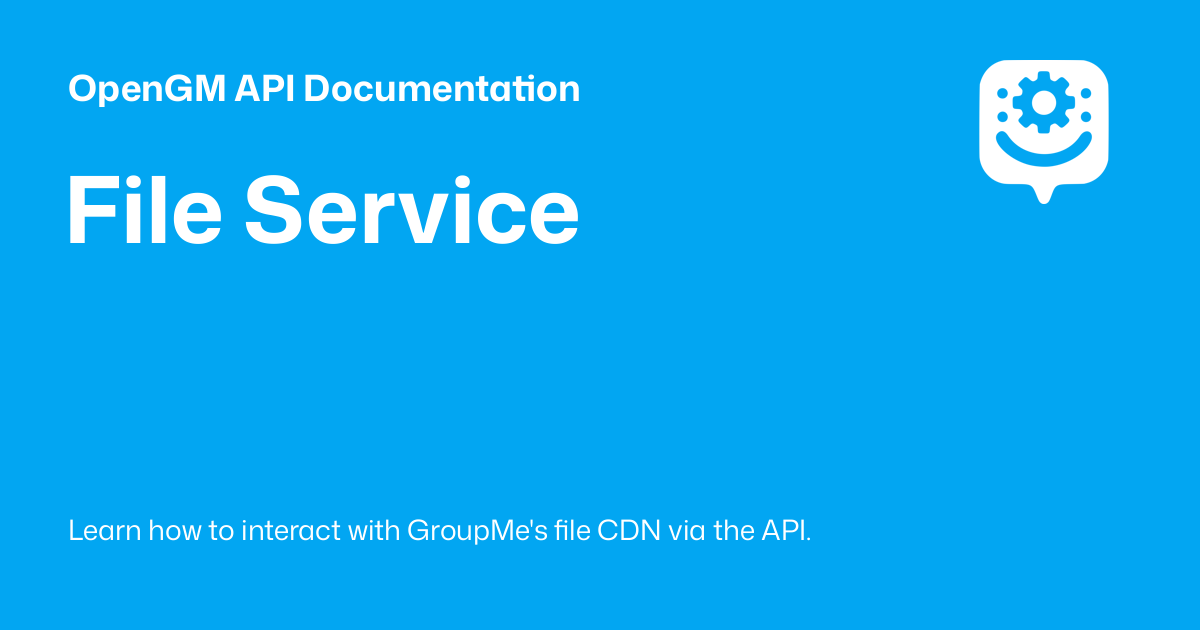 OpenGM API Documentation
File Service
Learn how to interact with GroupMe's file CDN via the API.